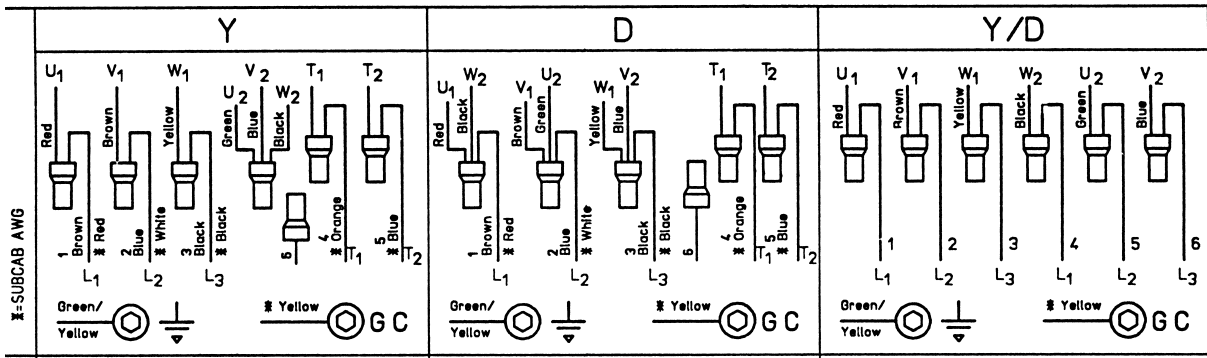 Y
D
Y/D
U1 V1 W1 V2 T1 T2
U2 W2
Red Brown Yellow Green Blue Black
1 Brown * Red
2 Blue * White
3 Black * Black
6
4 * Orange
5 * Blue
L1 L2 L3 T1 T2
Green/
Yellow
* Yellow
G C
U1 W2 V1 U2 W1 V2 T1 T2
Red Black Brown Green Yellow Blue
1 Brown * Red
2 Blue * White
3 Black * Black
6
4 * Orange
5 * Blue
L1 L2 L3 T1 T2
Green/
Yellow
* Yellow
G C
U1 V1 W1 W2 U2 V2
Red Brown Yellow Black Green Blue
1 2 3 4 5 6
L1 L2 L3 L1 L2 L3
Green/
Yellow
* Yellow
G C
*=SUBCAB AWG